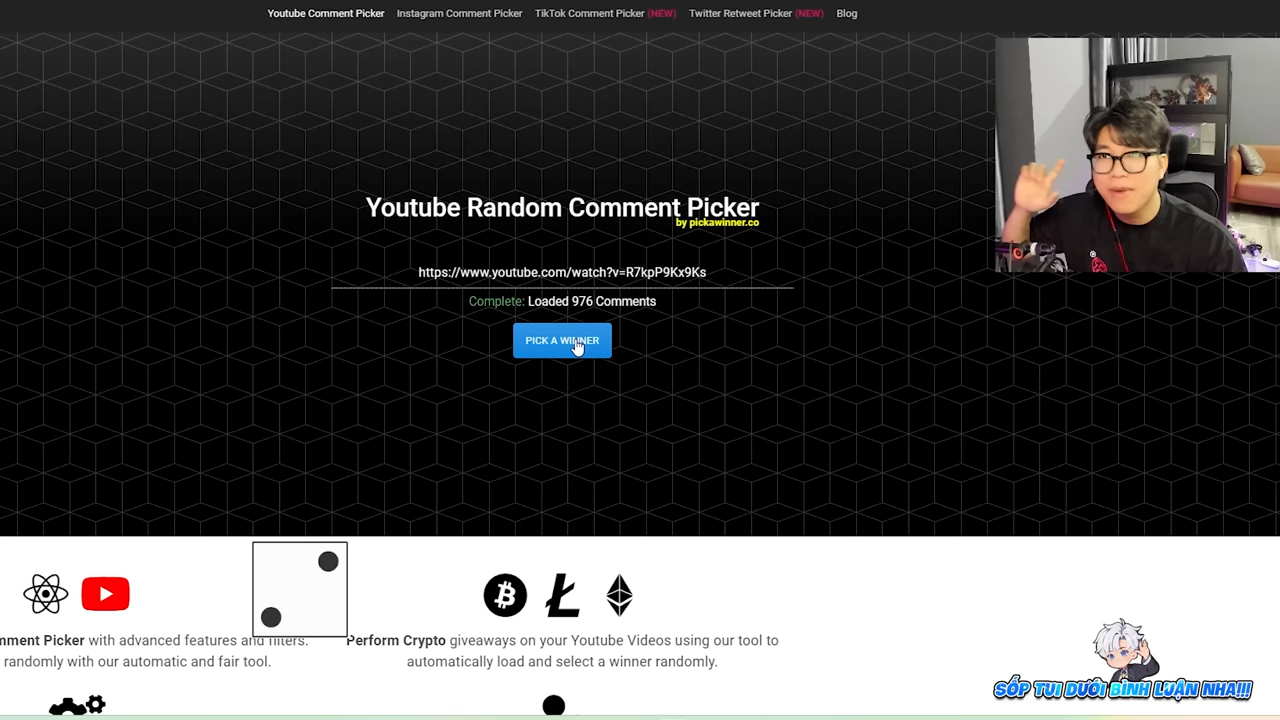 Youtube Comment Picker Instagram Comment Picker TikTok Comment Picker (NEW) Twitter Retweet Picker (NEW) Blog
Youtube Random Comment Picker
by pickawinner.co
https://www.youtube.com/watch?v=R7kpP9Kx9Ks
Complete: Loaded 976 Comments
PICK A WINNER
mment Picker with advanced features and filters.
randomly with our automatic and fair tool.
Perform Crypto giveaways on your Youtube Videos using our tool to
automatically load and select a winner randomly.
SỐP TUI DƯỚI BÌNH LUẬN NHA!!!